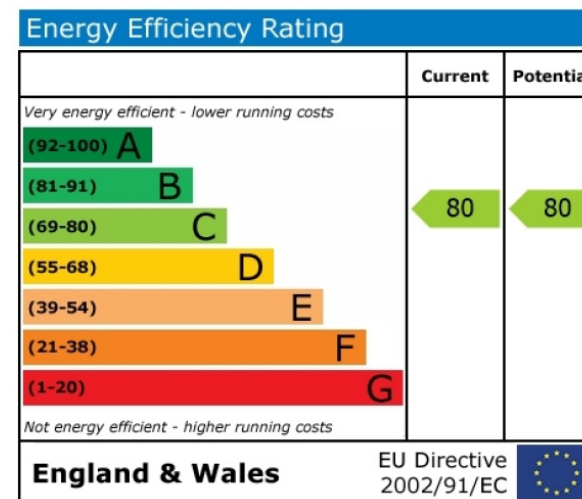 Energy Efficiency Rating
Current Potentia
Very energy efficient - lower running costs
(92-100) A
(81-91) B
(69-80) C
80 80
(55-68) D
(39-54) E
(21-38) F
(1-20) G
Not energy efficient - higher running costs
England & Wales
EU Directive
2002/91/EC